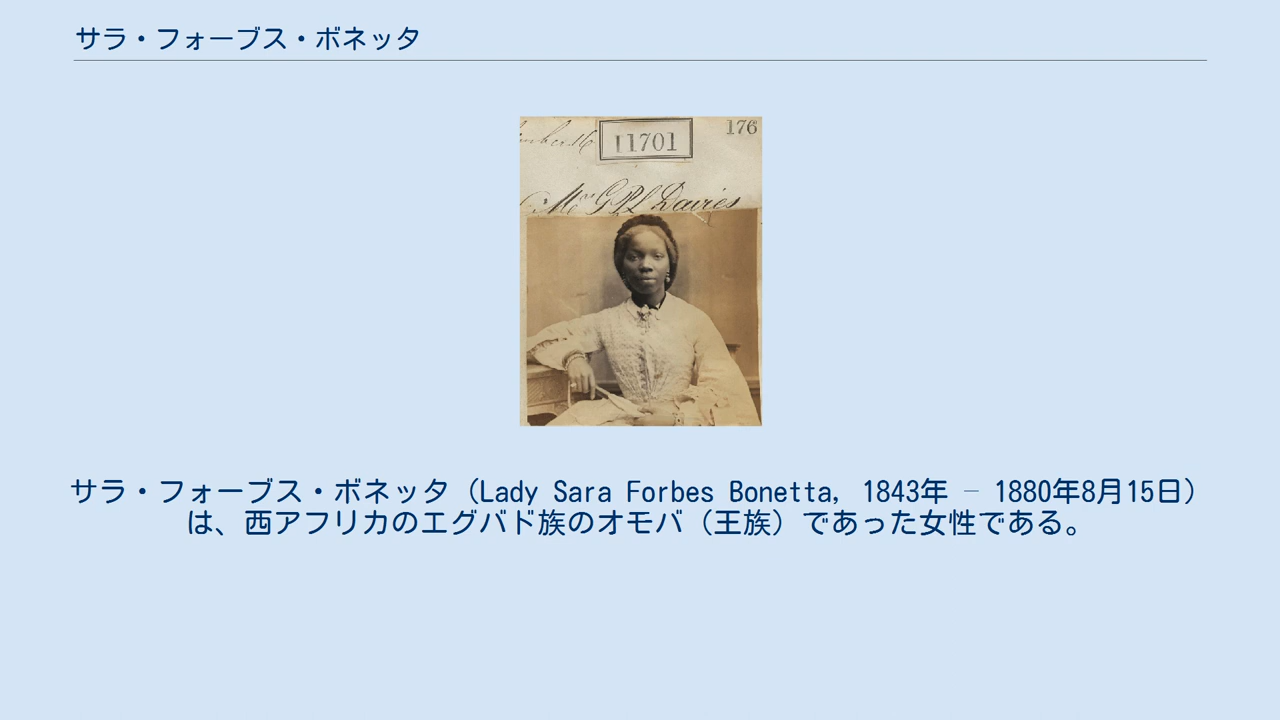 サラ・フォーブス・ボネッタ
176
11701
Davies
サラ・フォーブス・ボネッタ（Lady Sara Forbes Bonetta, 1843年 – 1880年8月15日）
は、西アフリカのエグバド族のオモバ（王族）であった女性である。